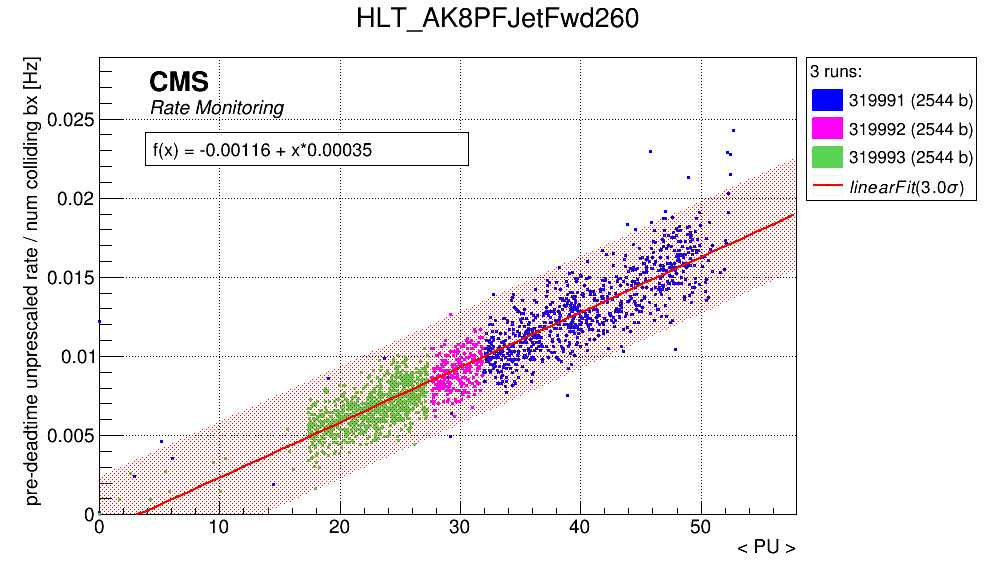 HLT_AK8PFJetFwd260
pre-deadtime unprescaled rate / num colliding bx [Hz]
CMS
Rate Monitoring
f(x) = -0.00116 + x*0.00035
0.025
0.02
0.015
0.01
0.005
0
0 10 20 30 40 50
< PU >
3 runs:
319991 (2544 b)
319992 (2544 b)
319993 (2544 b)
linearFit(3.0σ)